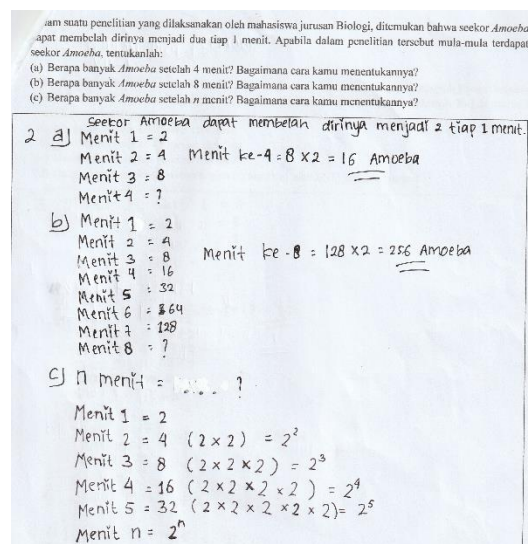 lam suatu penelitian yang dilaksanakan oleh mahasiswa jurusan Biologi, ditemukan bahwa seekor Amoeba
apat membelah dirinya menjadi dua tiap 1 menit. Apabila dalam penelitian tersebut mula-mula terdapat
seekor Amoeba, tentukanlah:
(a) Berapa banyak Amoeba setelah 4 menit? Bagaimana cara kamu menentukannya?
(b) Berapa banyak Amoeba setelah 8 menit? Bagaimana cara kamu menentukannya?
(c) Berapa banyak Amoeba setelah n menit? Bagaimana cara kamu menentukannya?
Seekor Amoeba dapat membelah dirinya menjadi 2 tiap 1 menit.
2 a) Menit 1 = 2
Menit 2 = 4 Menit ke-4 = 8 x 2 = 16 Amoeba
Menit 3 = 8
Menit 4 = ?
b) Menit 1 = 2
Menit 2 = 4
Menit 3 = 8 Menit ke-8 = 128 x 2 = 256 Amoeba
Menit 4 = 16
Menit 5 = 32
Menit 6 = 64
Menit 7 = 128
Menit 8 = ?
c) n menit = .... ?
Menit 1 = 2
Menit 2 = 4 (2 x 2) = 2²
Menit 3 = 8 (2 x 2 x 2) = 2³
Menit 4 = 16 (2 x 2 x 2 x 2) = 2⁴
Menit 5 = 32 (2 x 2 x 2 x 2 x 2) = 2⁵
Menit n = 2ⁿ